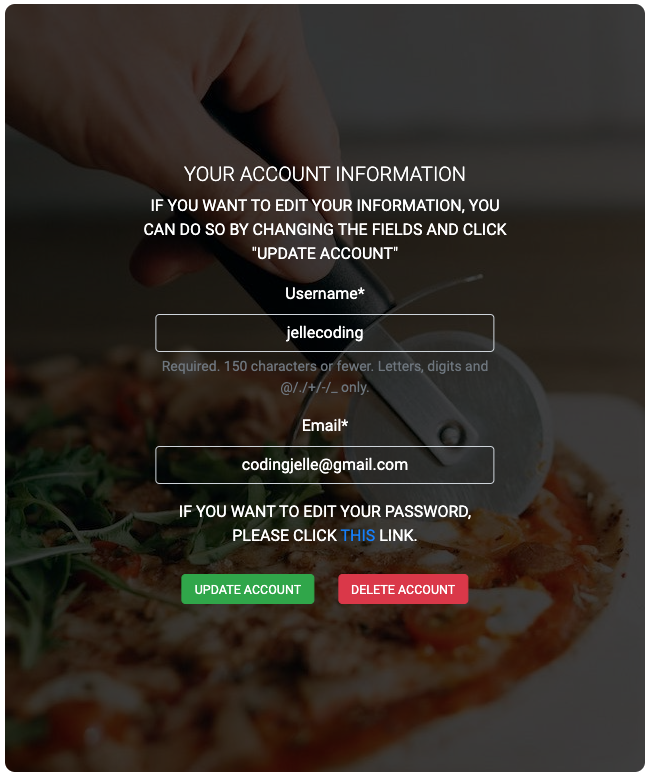 YOUR ACCOUNT INFORMATION
IF YOU WANT TO EDIT YOUR INFORMATION, YOU
CAN DO SO BY CHANGING THE FIELDS AND CLICK
"UPDATE ACCOUNT"
Username*
jellecoding
Required. 150 characters or fewer. Letters, digits and
@/./+/-/_ only.
Email*
codingjelle@gmail.com
IF YOU WANT TO EDIT YOUR PASSWORD,
PLEASE CLICK THIS LINK.
UPDATE ACCOUNT DELETE ACCOUNT